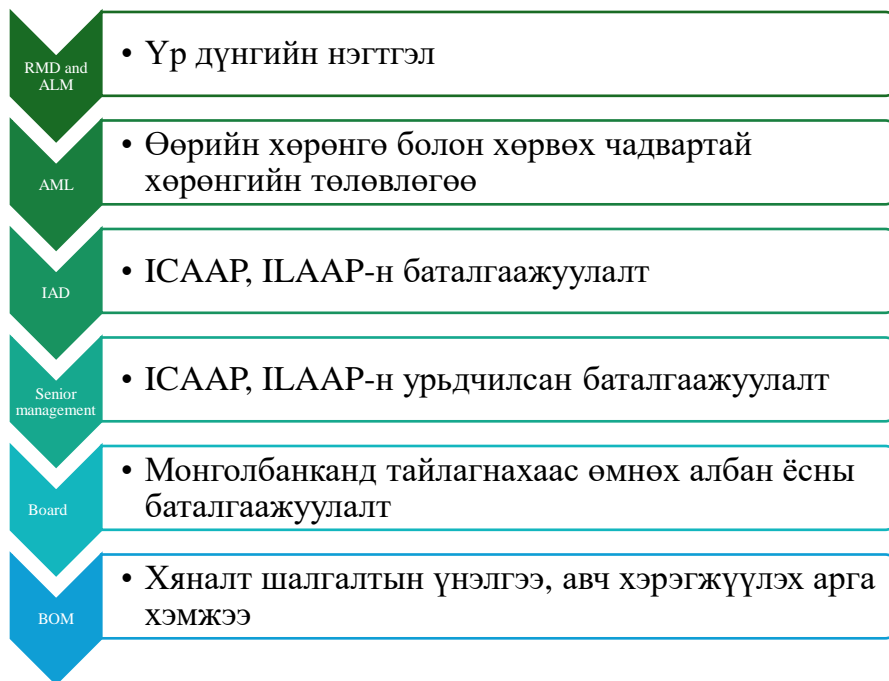 RMD and
ALM
• Үр дүнгийн нэгтгэл
AML
• Өөрийн хөрөнгө болон хөрвөх чадвартай
хөрөнгийн төлөвлөгөө
IAD
• ICAAP, ILAAP-н баталгаажуулалт
Senior
management
• ICAAP, ILAAP-н урьдчилсан баталгаажуулалт
Board
• Монголбанканд тайлагнахаас өмнөх албан ёсны
баталгаажуулалт
BOM
• Хяналт шалгалтын үнэлгээ, авч хэрэгжүүлэх арга
хэмжээ